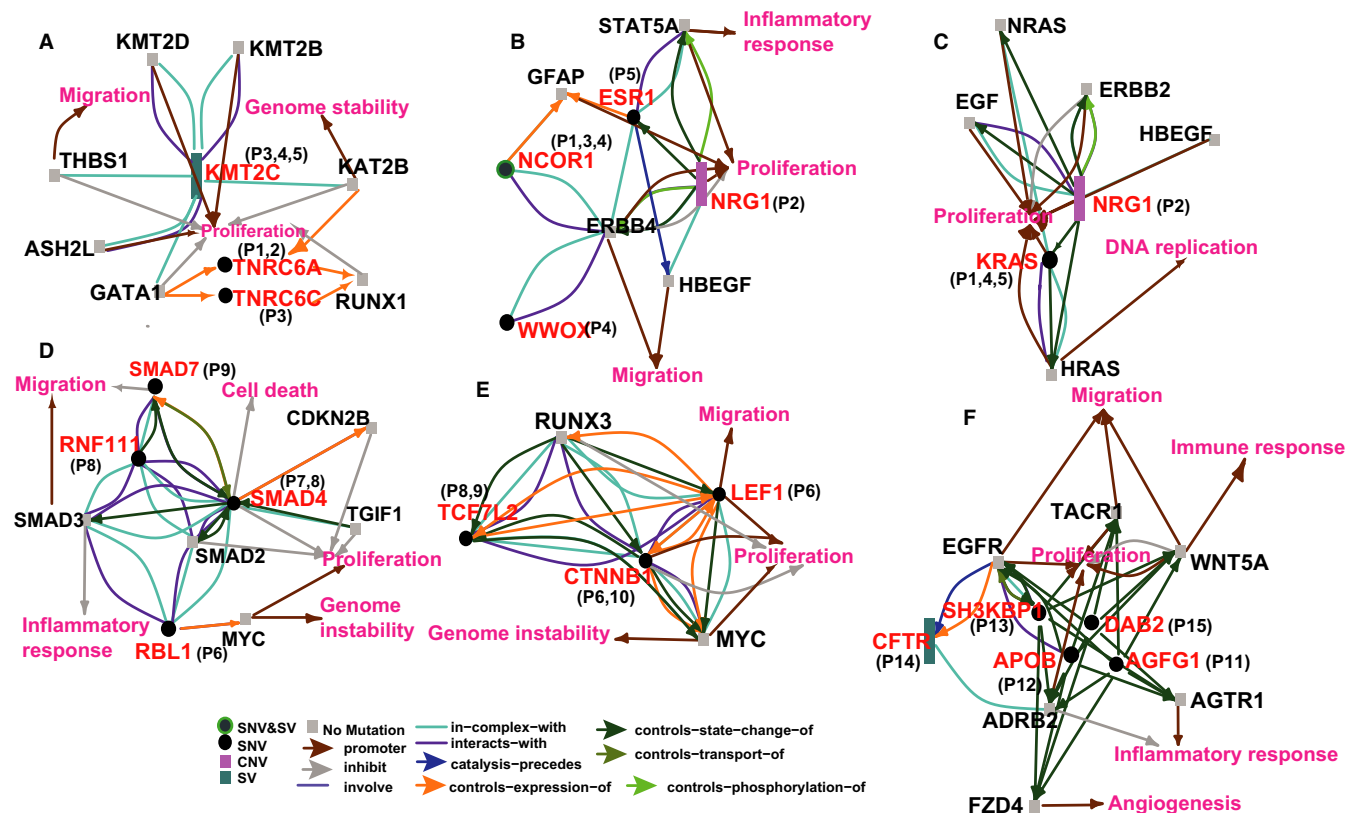 A
KMT2D
KMT2B
Migration
Genome stability
THBS1
(P3,4,5)
KMT2C
KAT2B
ASH2L
Proliferation
(P1,2)
TNRC6A
GATA1
TNRC6C
(P3)
RUNX1
B
STAT5A
Inflammatory
response
GFAP
(P5)
ESR1
(P1,3,4)
NCOR1
Proliferation
NRG1 (P2)
ERBB4
HBEGF
WWOX (P4)
Migration
C
NRAS
ERBB2
EGF
HBEGF
NRG1 (P2)
Proliferation
DNA replication
KRAS
(P1,4,5)
HRAS
D
SMAD7 (P9)
Migration
Cell death
CDKN2B
RNF111
(P8)
(P7,8)
SMAD4
TGIF1
SMAD3
SMAD2
Proliferation
Inflammatory
response
Genome
instability
MYC
RBL1 (P6)
E
RUNX3
Migration
(P8,9)
TCF7L2
LEF1 (P6)
Proliferation
CTNNB1
(P6,10)
Genome instability
MYC
F
Migration
Immune response
TACR1
EGFR
Proliferation
WNT5A
SH3KBP1
(P13)
DAB2 (P15)
CFTR
(P14)
APOB
(P12)
AGFG1 (P11)
ADRB2
AGTR1
Inflammatory response
FZD4
Angiogenesis
SNV&SV
SNV
CNV
SV
No Mutation
promoter
inhibit
involve
in−complex−with
interacts−with
catalysis−precedes
controls−expression−of
controls−state−change−of
controls−transport−of
controls−phosphorylation−of